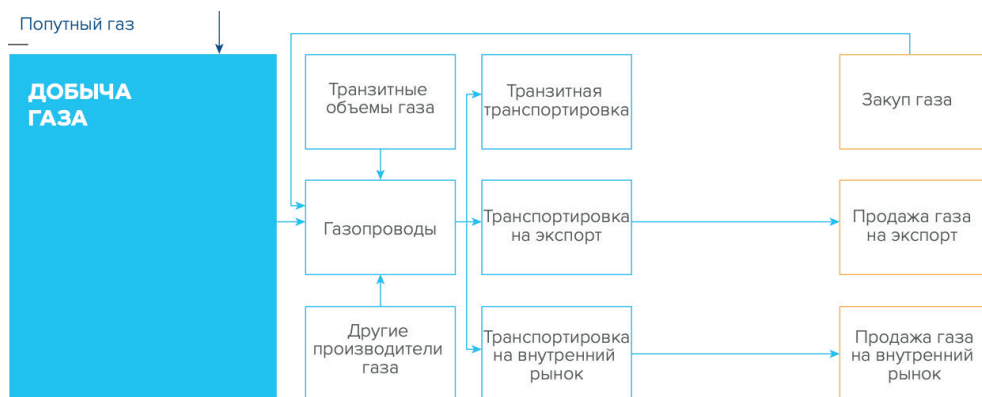 Попутный газ
ДОБЫЧА
ГАЗА
Транзитные
объемы газа
Транзитная
транспортировка
Закуп газа
Газопроводы
Транспортировка
на экспорт
Продажа газа
на экспорт
Другие
производители
газа
Транспортировка
на внутренний
рынок
Продажа газа
на внутренний
рынок